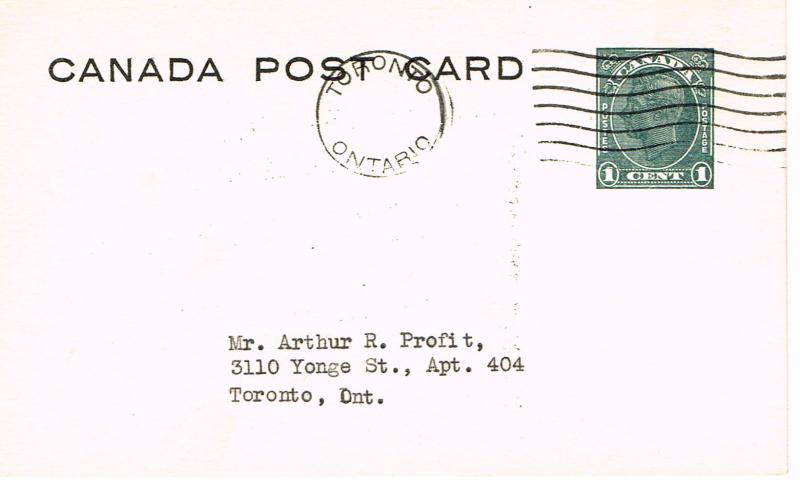 CANADA POST CARD
TORONTO
ONTARIO
CANADA
POSTES POSTAGE
1 CENT 1
Mr. Arthur R. Profit,
3110 Yonge St., Apt. 404
Toronto, Ont.